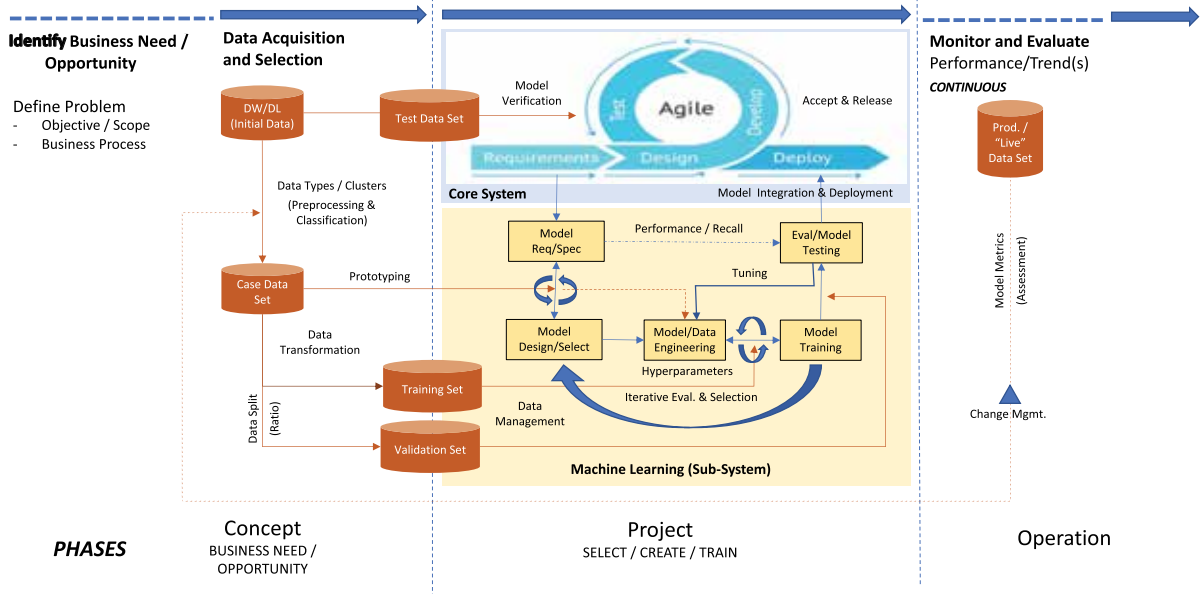 Identify Business Need /
Opportunity
Define Problem
- Objective / Scope
- Business Process
Data Acquisition
and Selection
DW/DL
(Initial Data)
Test Data Set
Model
Verification
Data Types / Clusters
(Preprocessing &
Classification)
Case Data
Set
Prototyping
Data
Transformation
Training Set
Data Split
(Ratio)
Validation Set
Agile
Test
Develop
Requirements
Design
Deploy
Accept & Release
Core System
Model Integration & Deployment
Model
Req/Spec
Performance / Recall
Eval/Model
Testing
Tuning
Model
Design/Select
Model/Data
Engineering
Model
Training
Hyperparameters
Iterative Eval. & Selection
Data
Management
Machine Learning (Sub-System)
Monitor and Evaluate
Performance/Trend(s)
CONTINUOUS
Prod. /
“Live”
Data Set
Model Metrics
(Assessment)
Change Mgmt.
PHASES
Concept
BUSINESS NEED /
OPPORTUNITY
Project
SELECT / CREATE / TRAIN
Operation